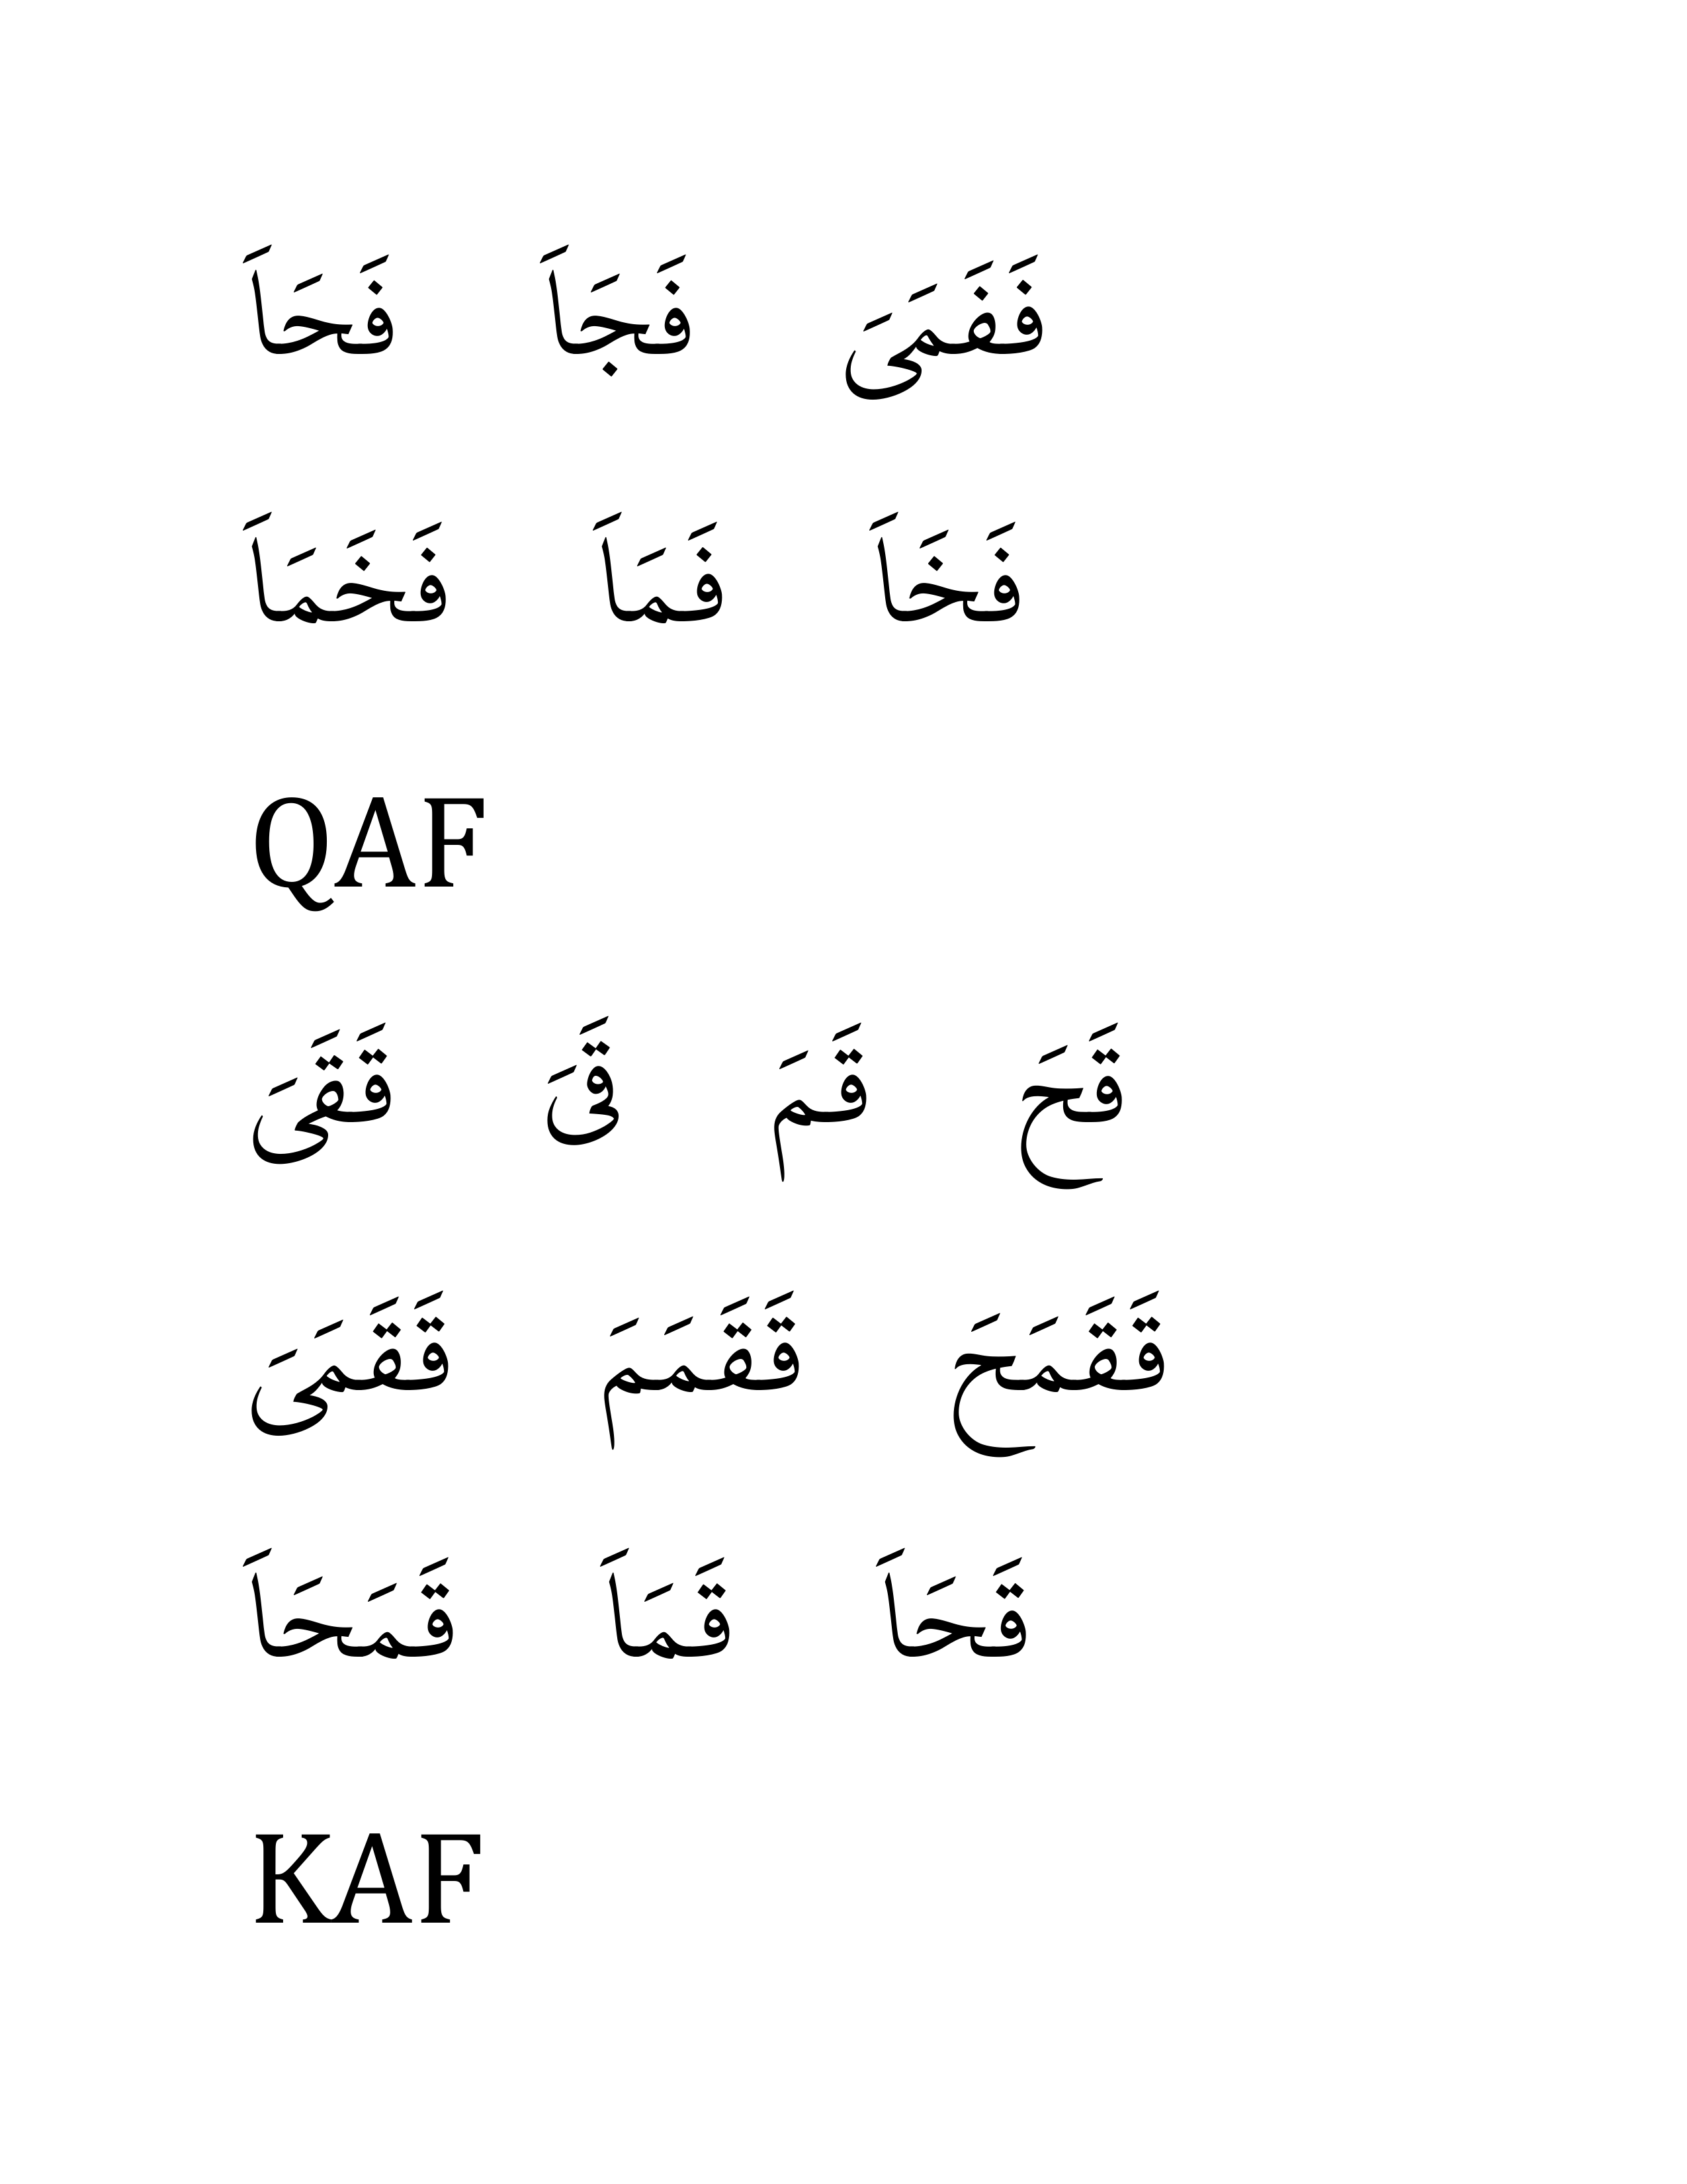 فَفَمَىَ فَجَاَ فَحَاَ
فَخَاَ فَمَاَ فَخَمَاَ
QAF
قَحَ قَمَ قَىَ قَقَىَ
قَقَمَحَ قَقَمَمَ قَقَمَىَ
قَحَاَ قَمَاَ قَمَحَاَ
KAF